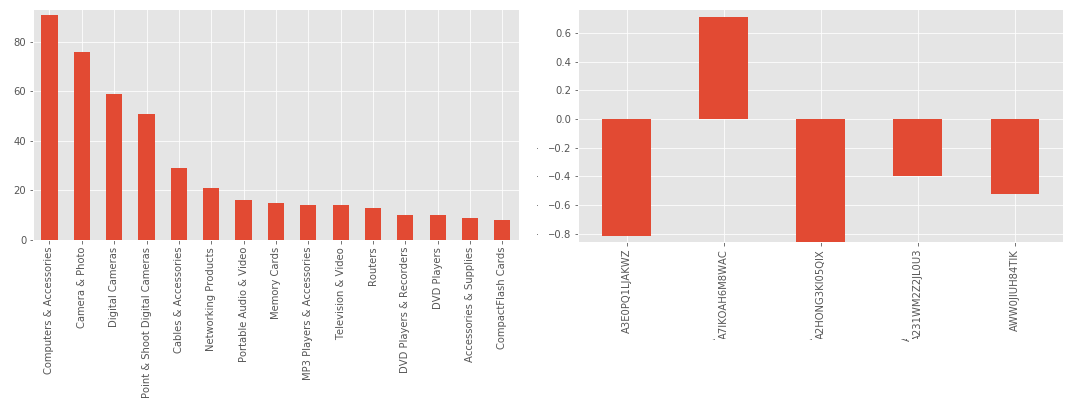 80
60
40
20
0
Computers & Accessories
Camera & Photo
Digital Cameras
Point & Shoot Digital Cameras
Cables & Accessories
Networking Products
Portable Audio & Video
Memory Cards
MP3 Players & Accessories
Television & Video
Routers
DVD Players & Recorders
DVD Players
Accessories & Supplies
CompactFlash Cards
0.6
0.4
0.2
0.0
−0.2
−0.4
−0.6
−0.8
A3E0PQ1LJAKWZ
A7IKOAH6M8WAC
A2HONG3KI05QIX
A231WM2Z2JL0U3
AWW0JIUH84TIK